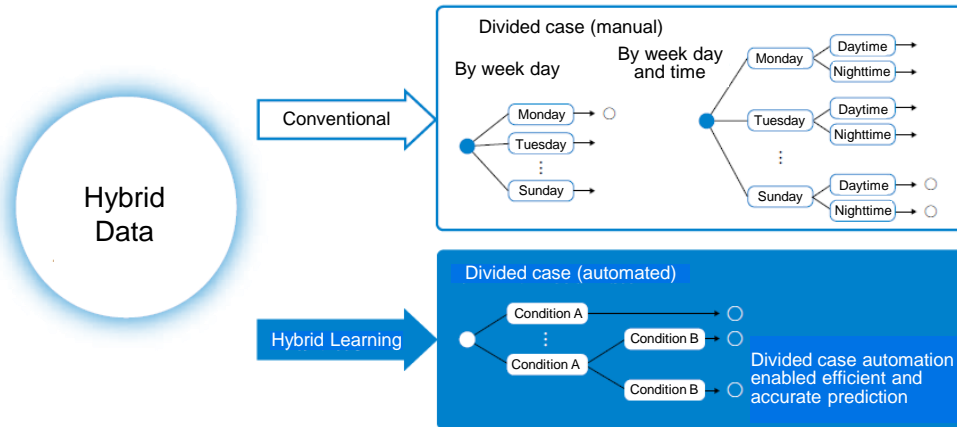 Hybrid
Data
Conventional
Divided case (manual)
By week day
Monday
Tuesday
Sunday
By week day
and time
Monday
Daytime
Nighttime
Tuesday
Daytime
Nighttime
Sunday
Daytime
Nighttime
Hybrid Learning
Divided case (automated)
Condition A
Condition A
Condition B
Condition B
Divided case automation
enabled efficient and
accurate prediction